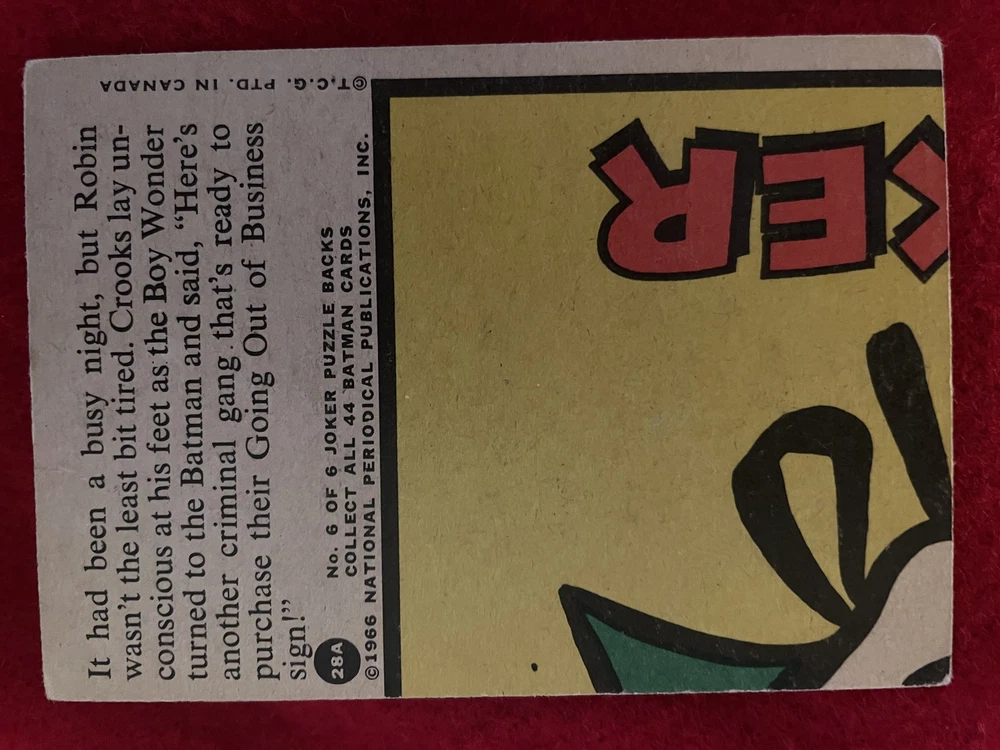 It had been a busy night, but Robin
wasn't the least bit tired. Crooks lay un-
conscious at his feet as the Boy Wonder
turned to the Batman and said, “Here's
another criminal gang that's ready to
purchase their Going Out of Business
sign!”
28A
No. 6 OF 6 JOKER PUZZLE BACKS
COLLECT ALL 44 BATMAN CARDS
©1966 NATIONAL PERIODICAL PUBLICATIONS, INC.
©T.C.G. PTD. IN CANADA
KER